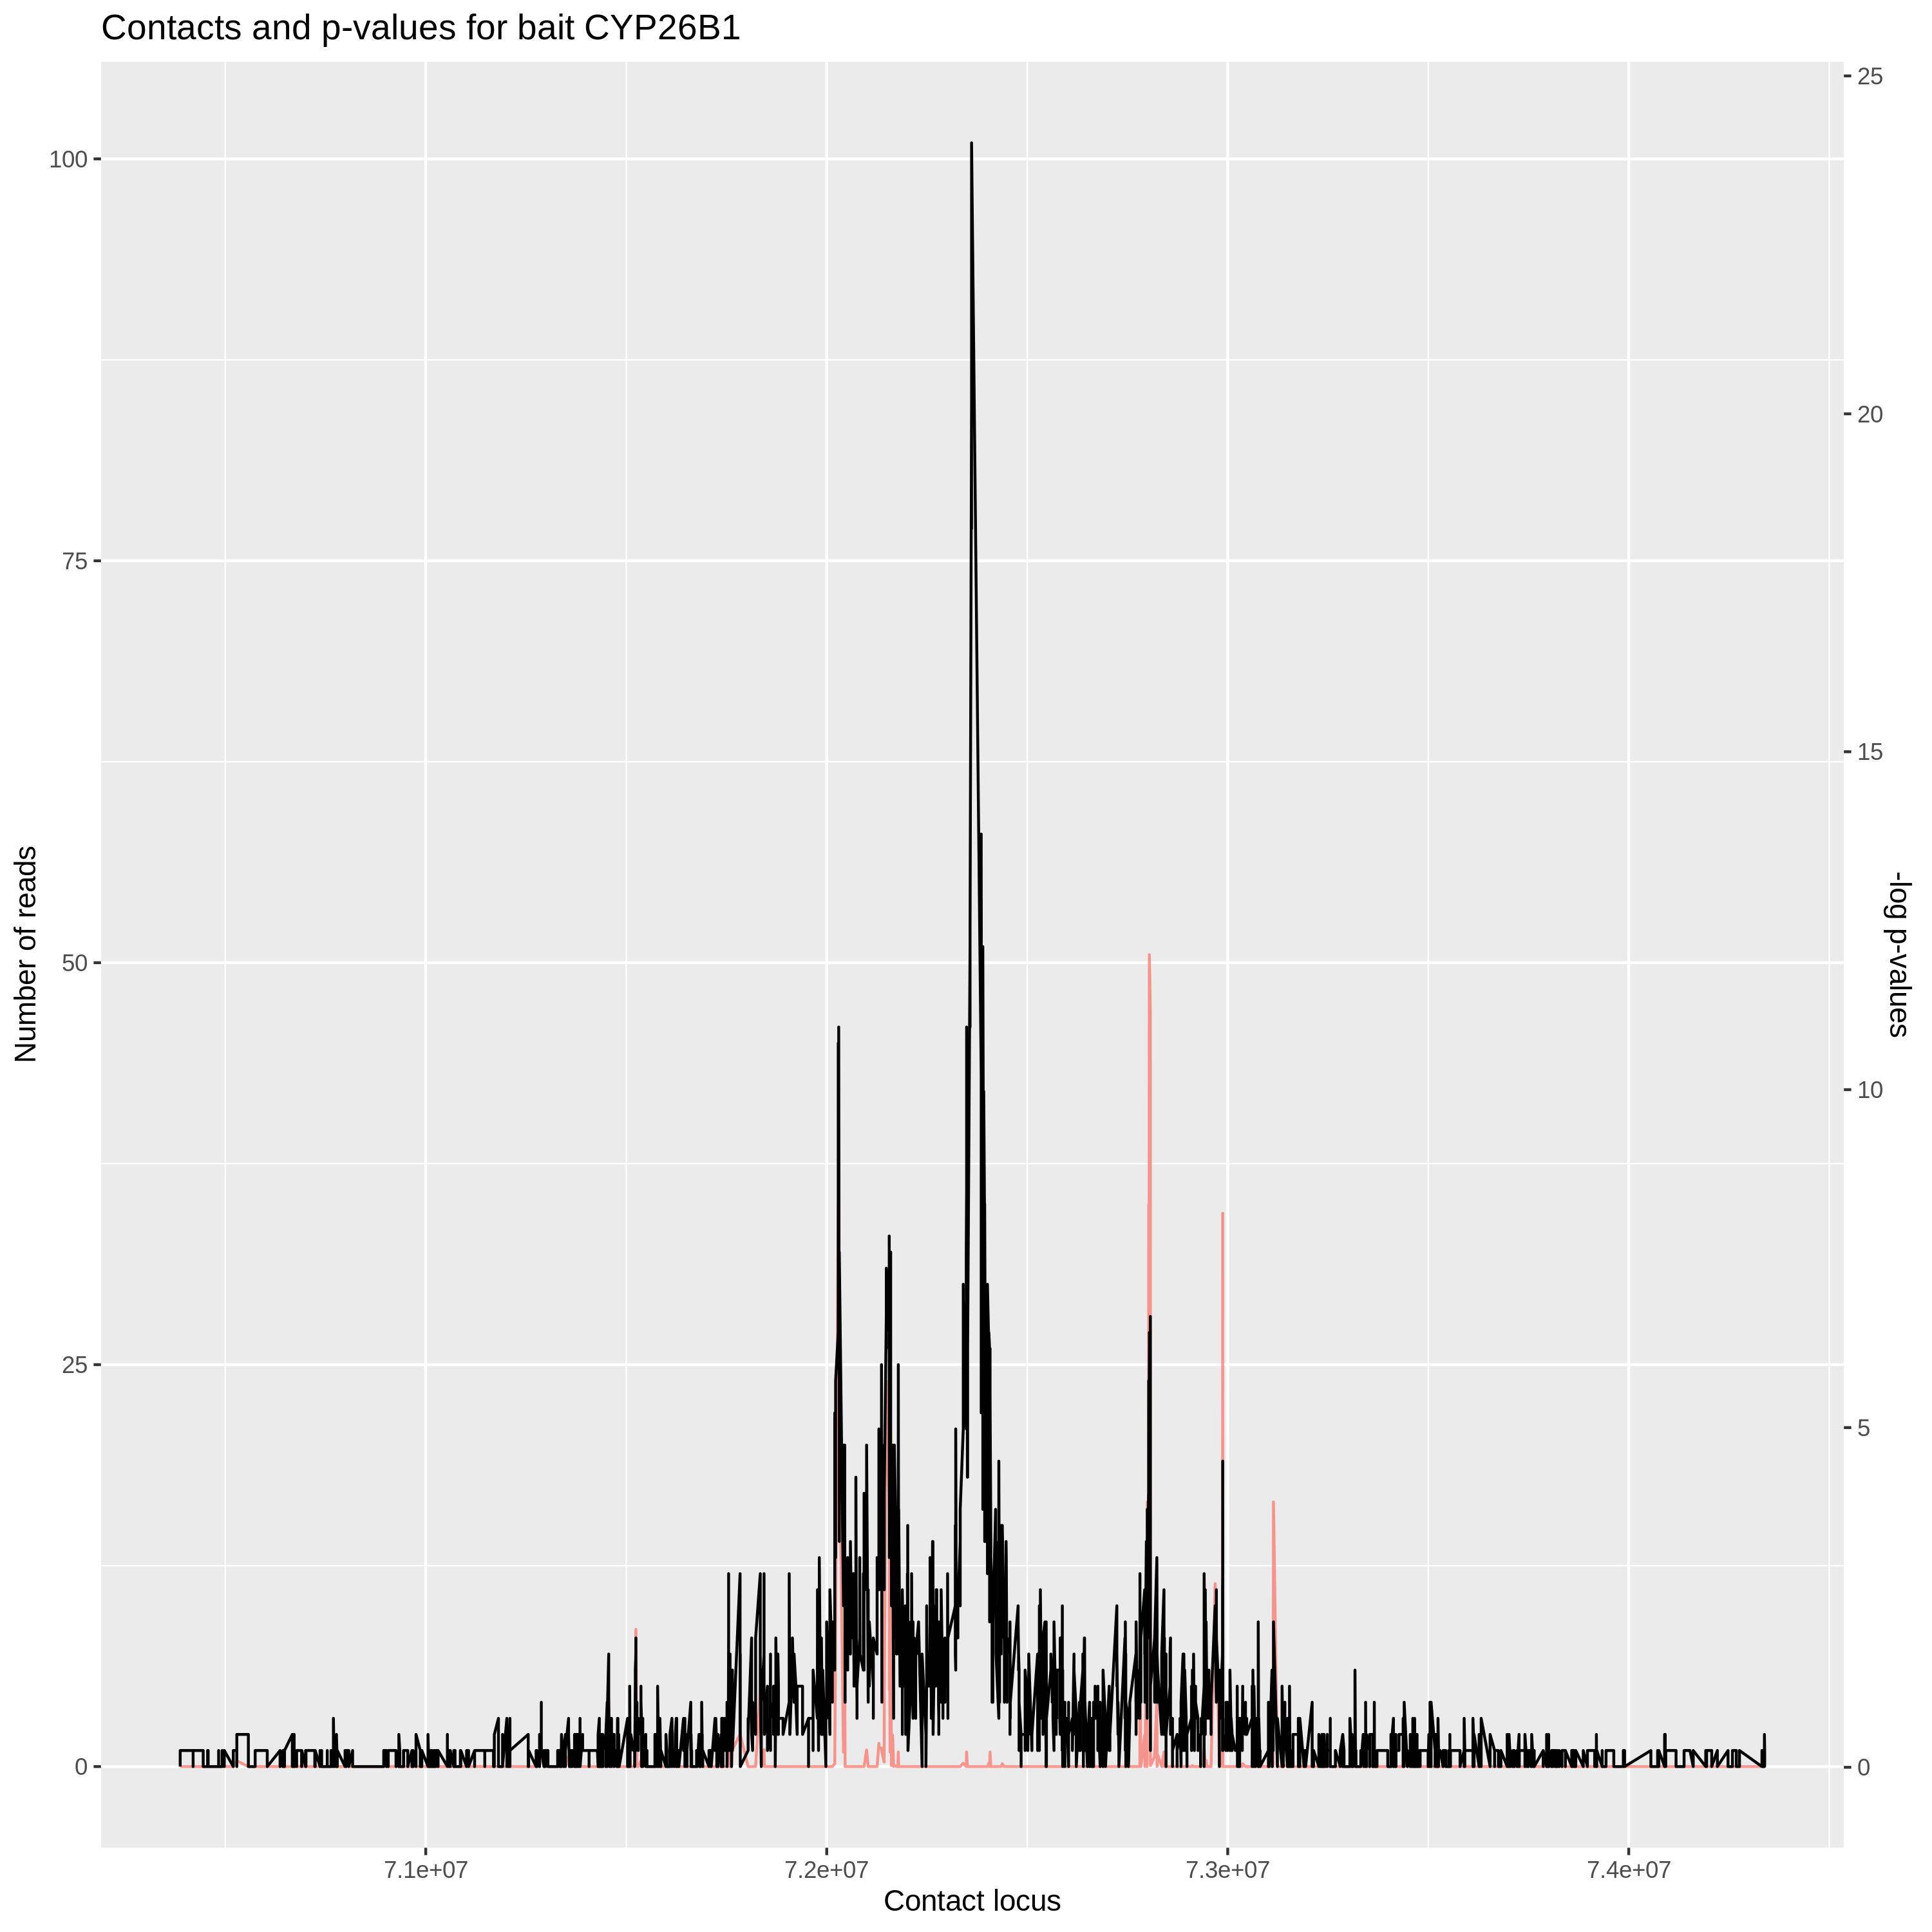 Contacts and p-values for bait CYP26B1
25
100
20
75
15
Number of reads
-log p-values
50
10
25
5
0
0
7.1e+07
7.2e+07
7.3e+07
7.4e+07
Contact locus